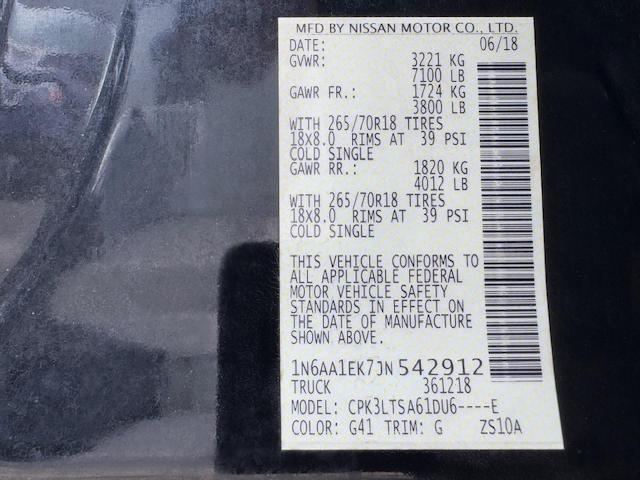 MFD BY NISSAN MOTOR CO., LTD.
DATE: 06/18
GVWR: 3221 KG
7100 LB
GAWR FR.: 1724 KG
3800 LB
WITH 265/70R18 TIRES
18X8.0 RIMS AT 39 PSI
COLD SINGLE
GAWR RR.: 1820 KG
4012 LB
WITH 265/70R18 TIRES
18X8.0 RIMS AT 39 PSI
COLD SINGLE
THIS VEHICLE CONFORMS TO
ALL APPLICABLE FEDERAL
MOTOR VEHICLE SAFETY
STANDARDS IN EFFECT ON
THE DATE OF MANUFACTURE
SHOWN ABOVE.
1N6AA1EK7JN542912
TRUCK 361218
MODEL: CPK3LTSA61DU6----E
COLOR: G41 TRIM: G ZS10A